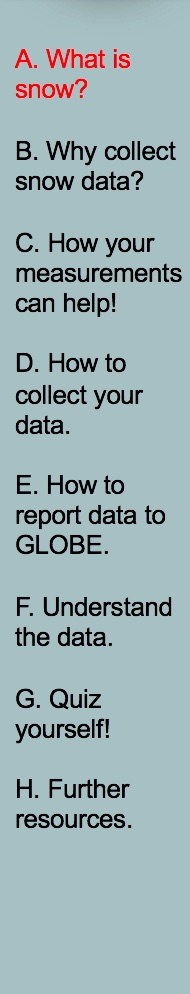 A. What is
snow?
B. Why collect
snow data?
C. How your
measurements
can help!
D. How to
collect your
data.
E. How to
report data to
GLOBE.
F. Understand
the data.
G. Quiz
yourself!
H. Further
resources.